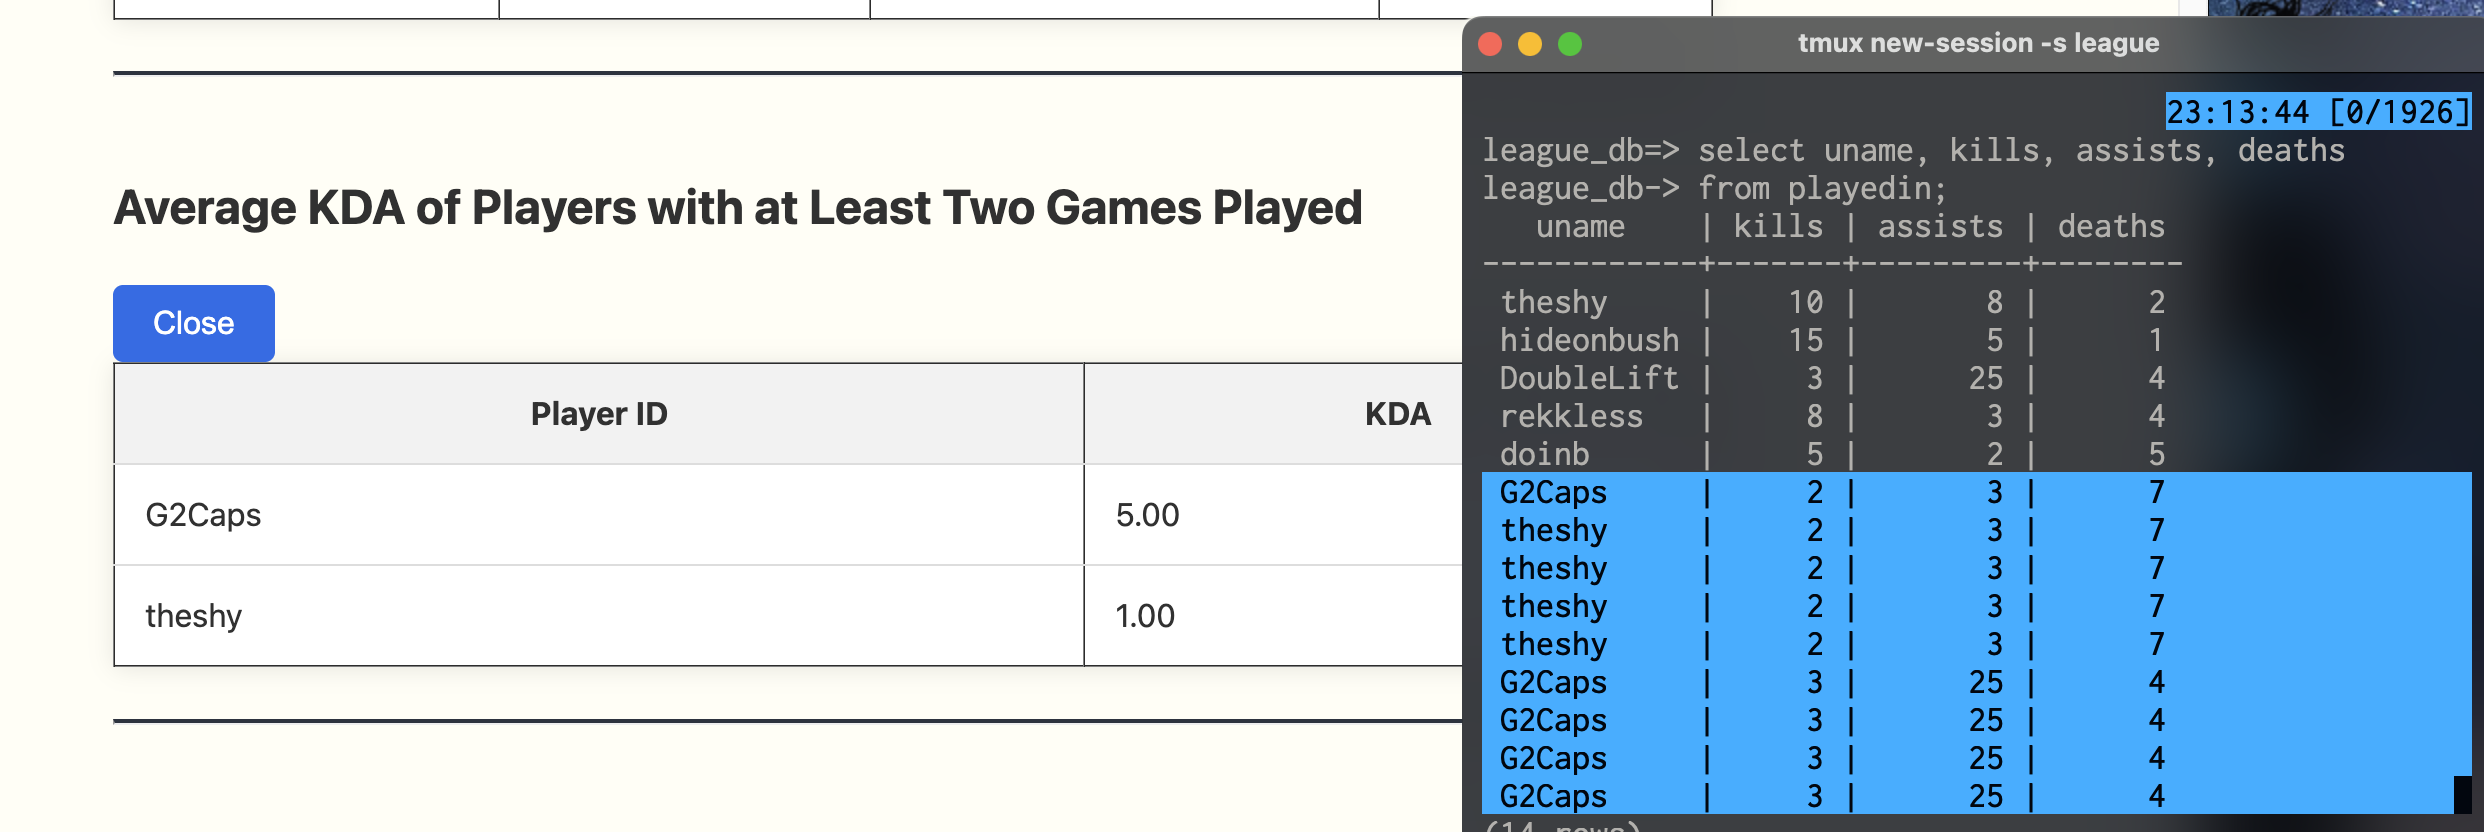 Average KDA of Players with at Least Two Games Played
Close
Player ID KDA
G2Caps 5.00
theshy 1.00
tmux new-session -s league
23:13:44 [0/1926]
league_db=> select uname, kills, assists, deaths
league_db-> from playedin;
uname | kills | assists | deaths
------------+-------+---------+--------
theshy | 10 | 8 | 2
hideonbush | 15 | 5 | 1
DoubleLift | 3 | 25 | 4
rekkless | 8 | 3 | 4
doinb | 5 | 2 | 5
G2Caps | 2 | 3 | 7
theshy | 2 | 3 | 7
theshy | 2 | 3 | 7
theshy | 2 | 3 | 7
theshy | 2 | 3 | 7
G2Caps | 3 | 25 | 4
G2Caps | 3 | 25 | 4
G2Caps | 3 | 25 | 4
G2Caps | 3 | 25 | 4
(14 rows)